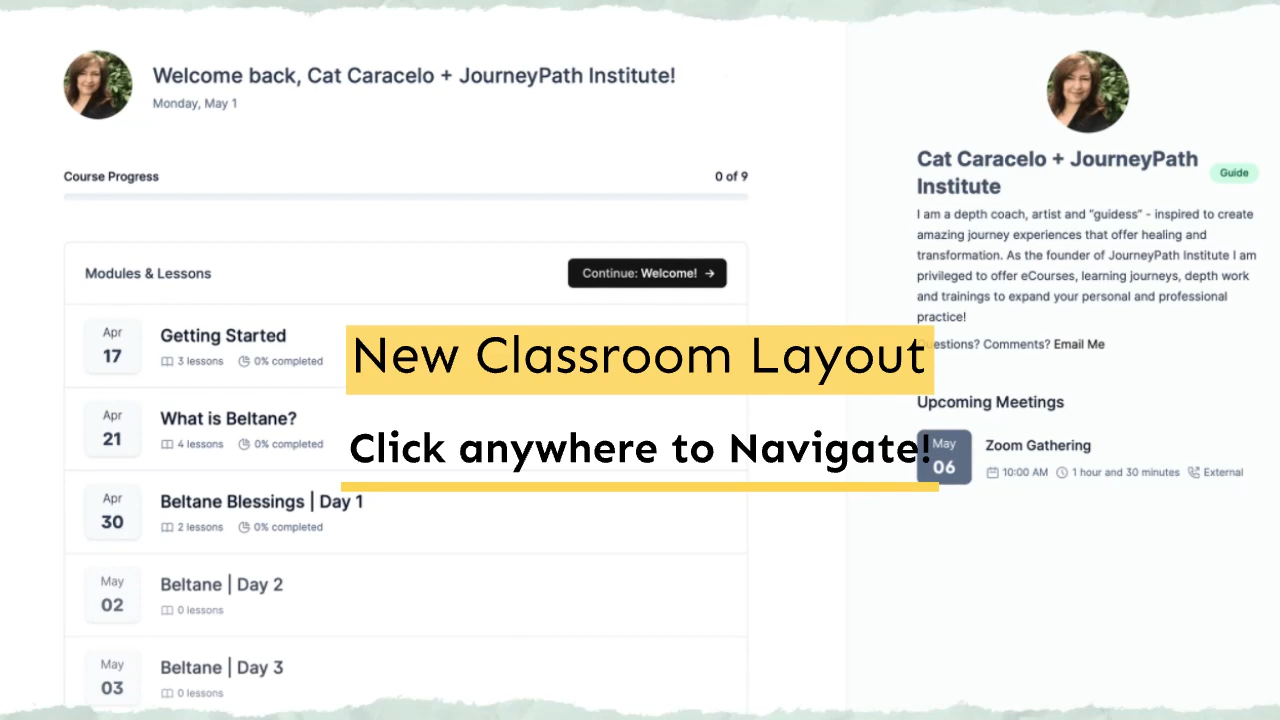 Welcome back, Cat Caracelo + JourneyPath Institute!
Monday, May 1
Course Progress
0 of 9
Modules & Lessons
Continue: Welcome! →
Apr
17
Getting Started
3 lessons
0% completed
Apr
21
What is Beltane?
4 lessons
0% completed
Apr
30
Beltane Blessings | Day 1
2 lessons
0% completed
May
02
Beltane | Day 2
0 lessons
May
03
Beltane | Day 3
0 lessons
New Classroom Layout
Click anywhere to Navigate!
Cat Caracelo + JourneyPath
Institute
Guide
I am a depth coach, artist and "guidess" - inspired to create
amazing journey experiences that offer healing and
transformation. As the founder of JourneyPath Institute I am
privileged to offer eCourses, learning journeys, depth work
and trainings to expand your personal and professional
practice!
Questions? Comments? Email Me
Upcoming Meetings
May
06
Zoom Gathering
10:00 AM
1 hour and 30 minutes
External